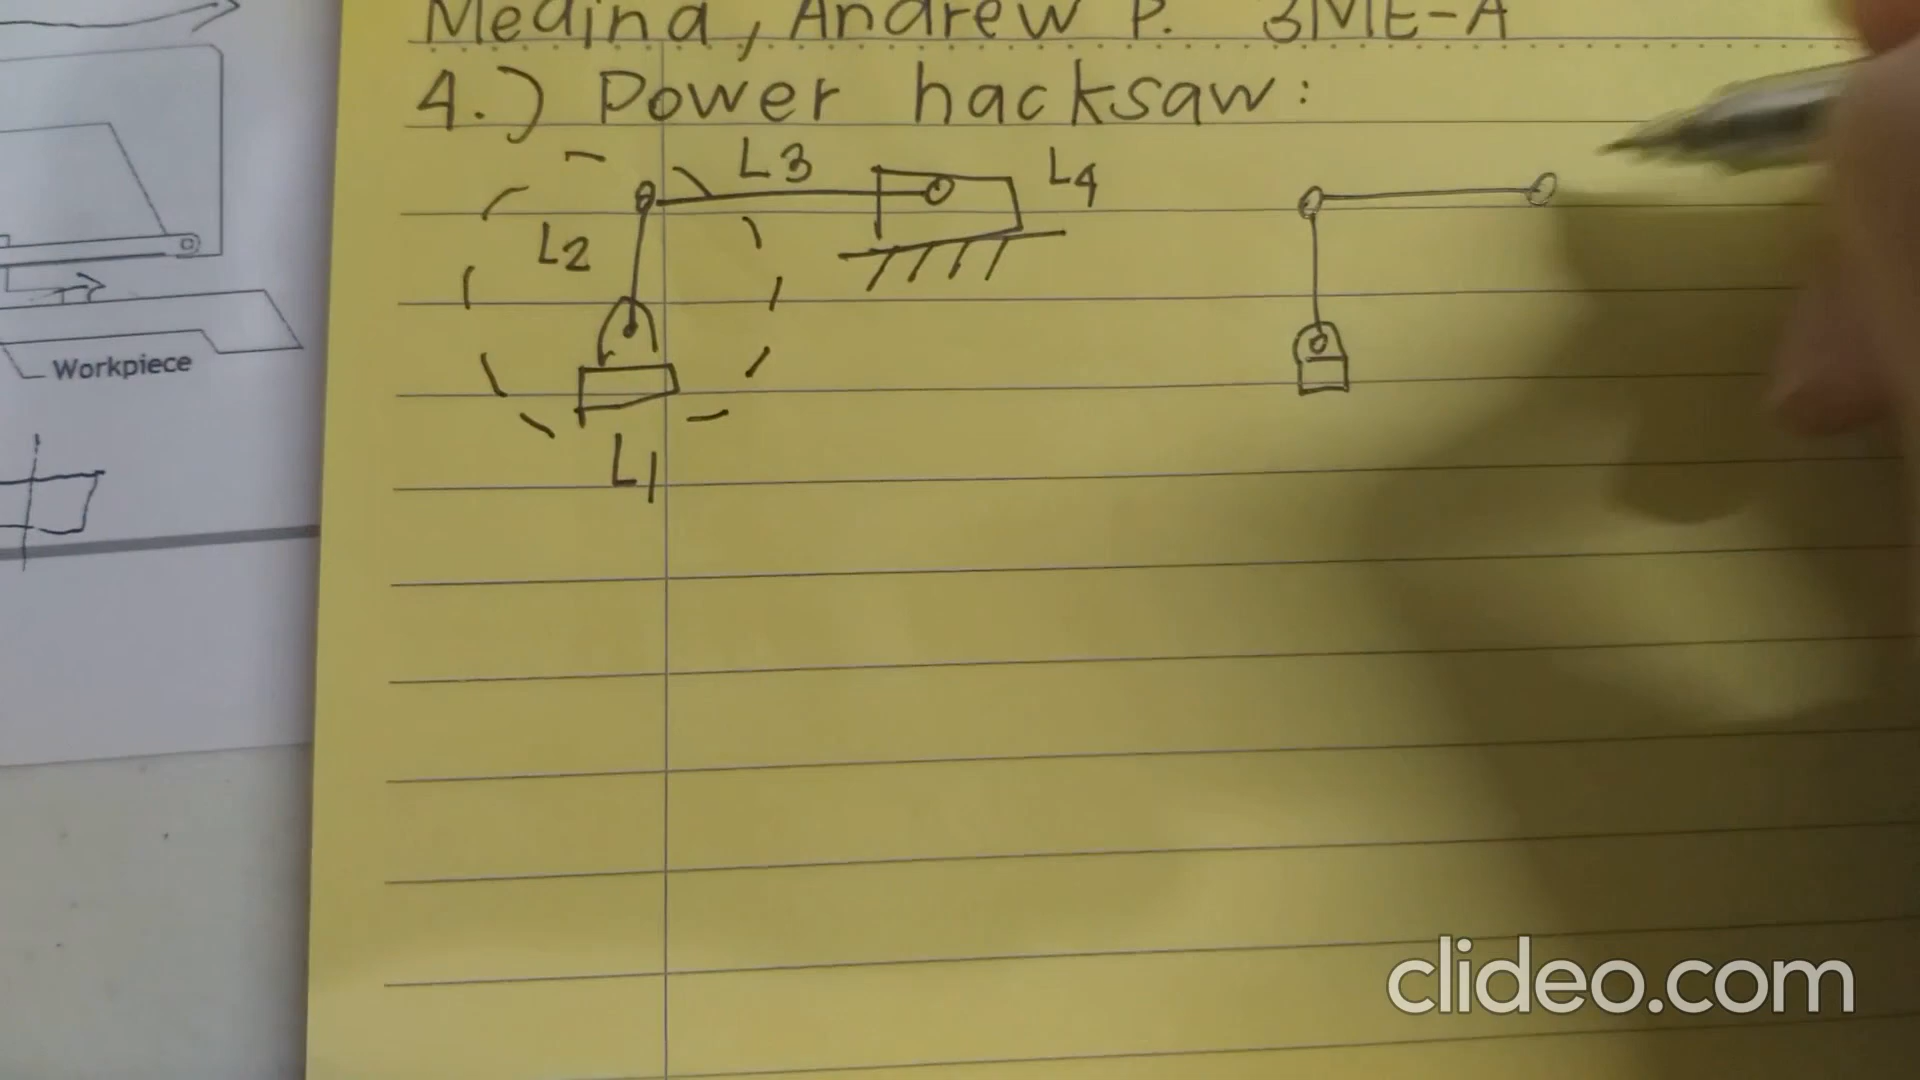 Medina, Andrew P. 3ME-A
4.) Power hacksaw:
L3
L4
L2
L1
Workpiece
clideo.com